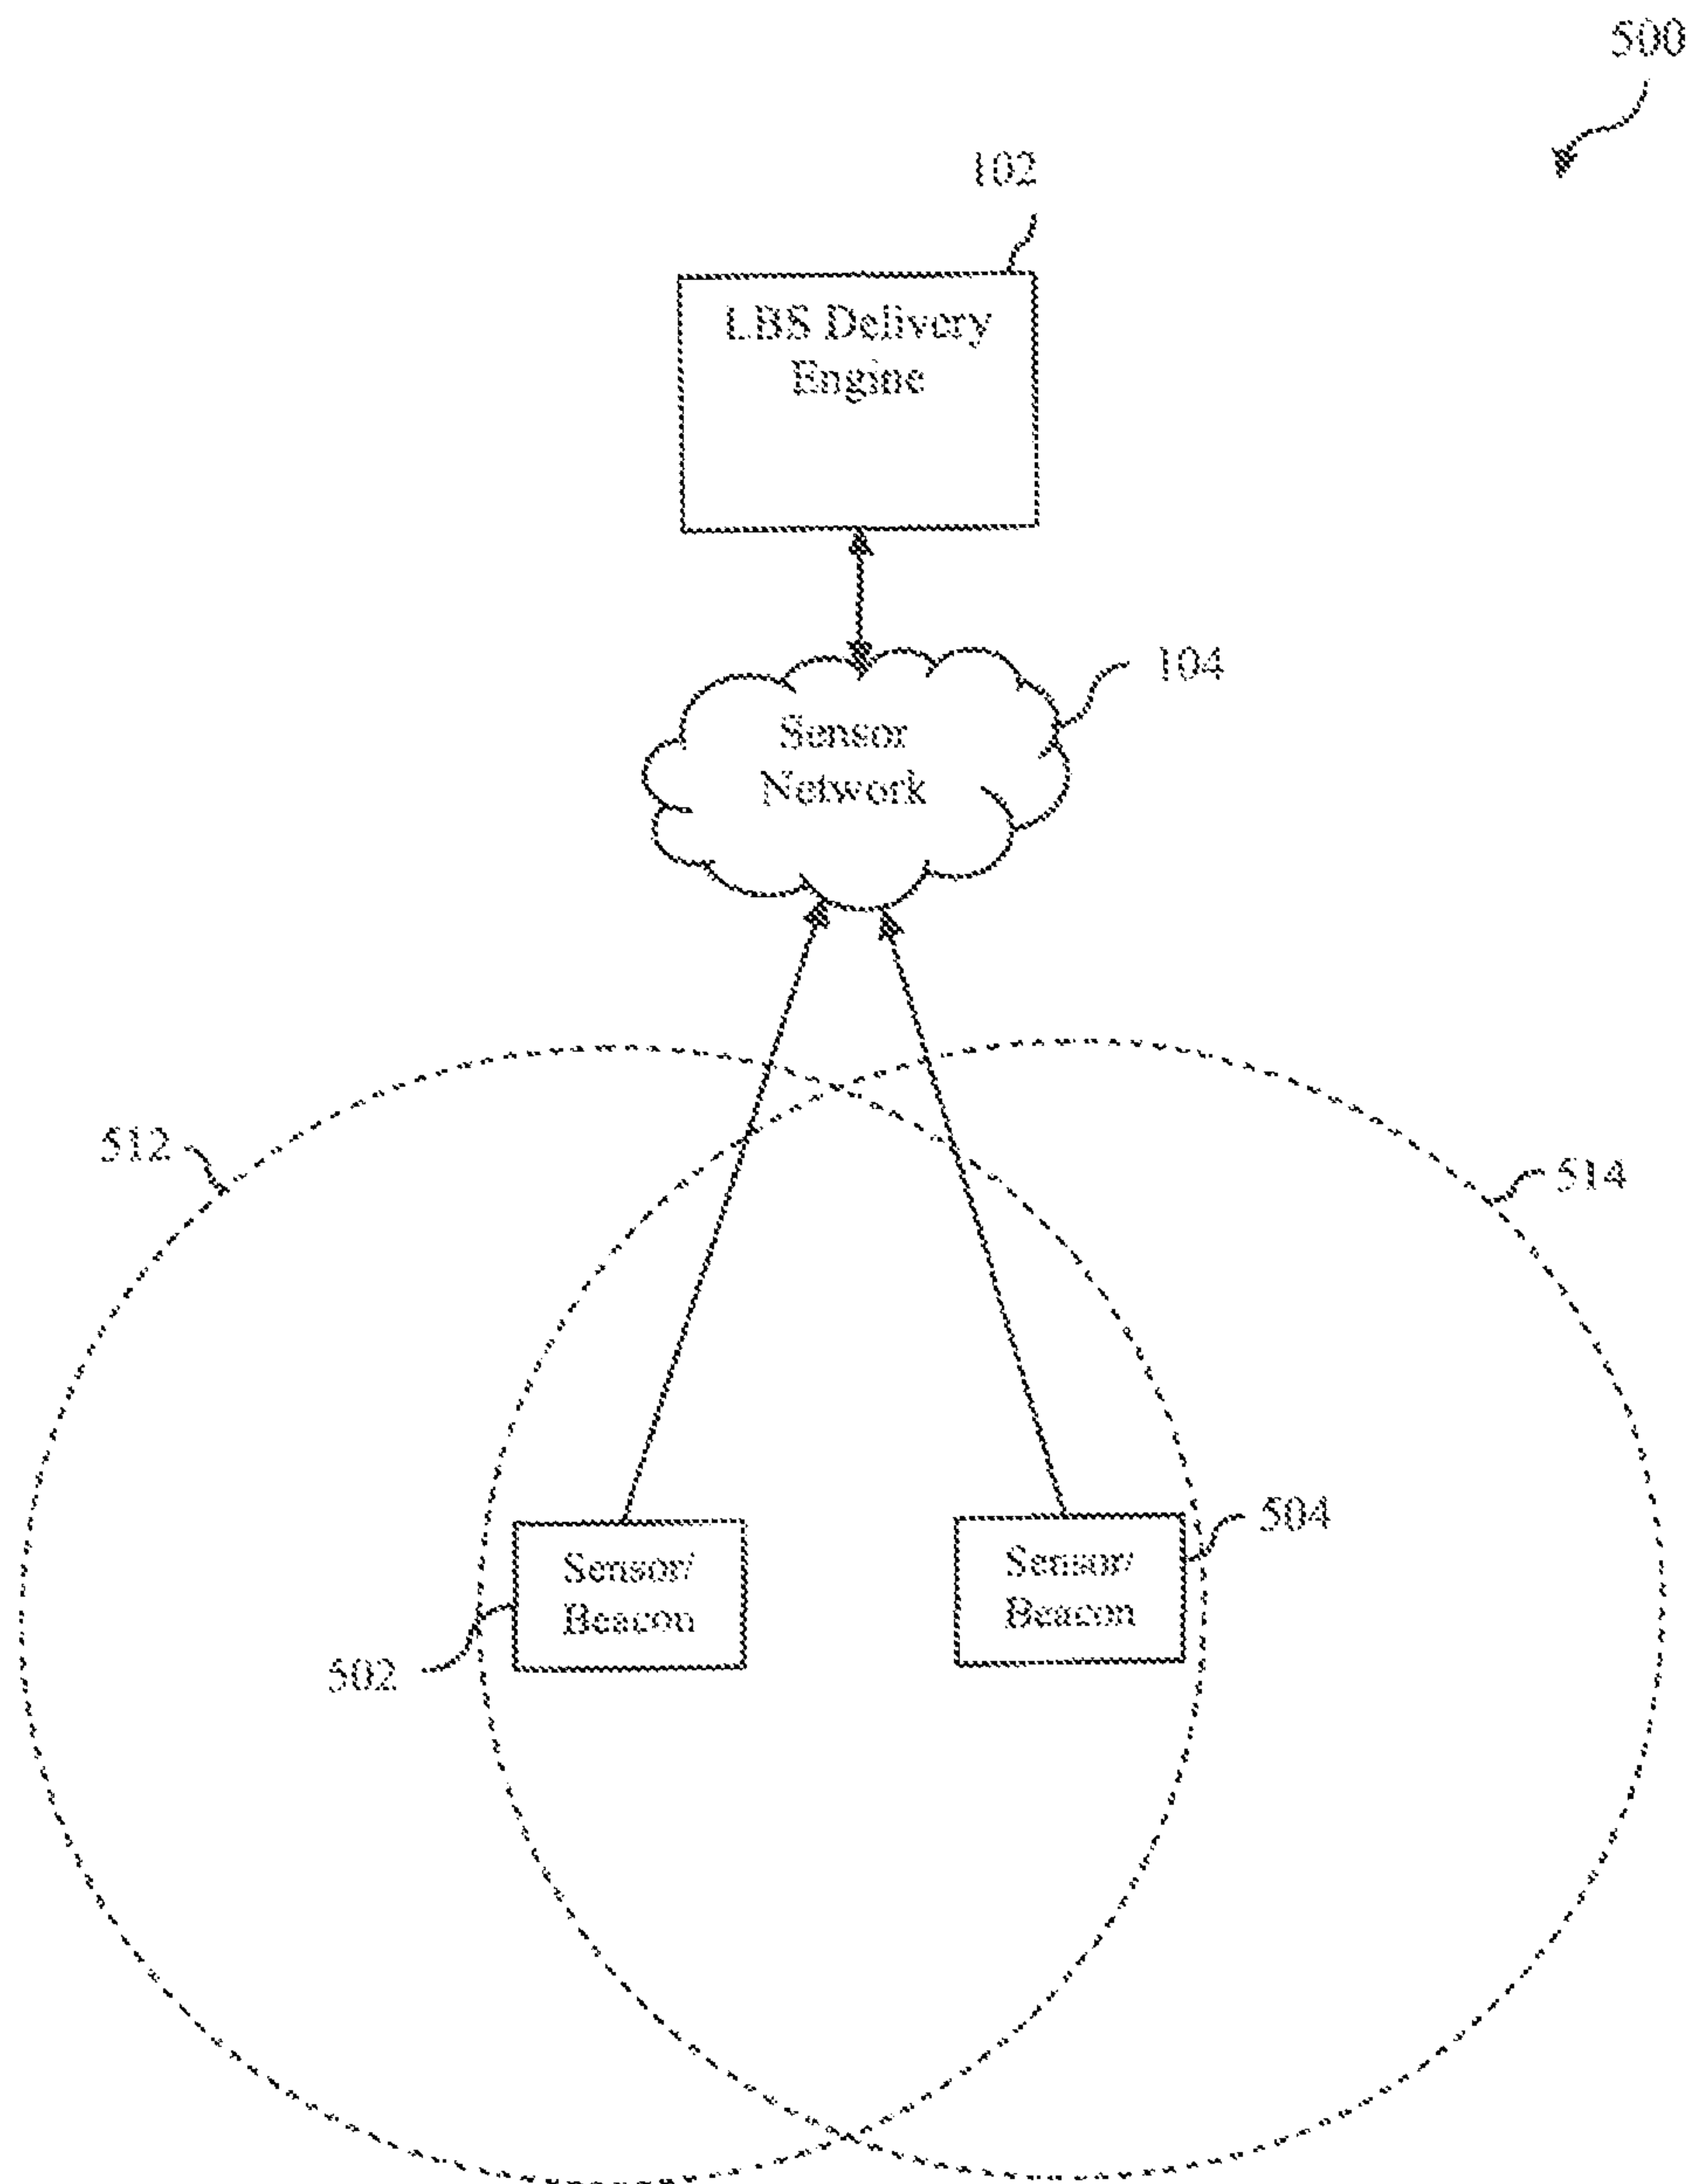 500
102
LBS Delivery
Engine
104
Sensor
Network
512
514
504
Sensor/
Beacon
Sensor/
Beacon
502